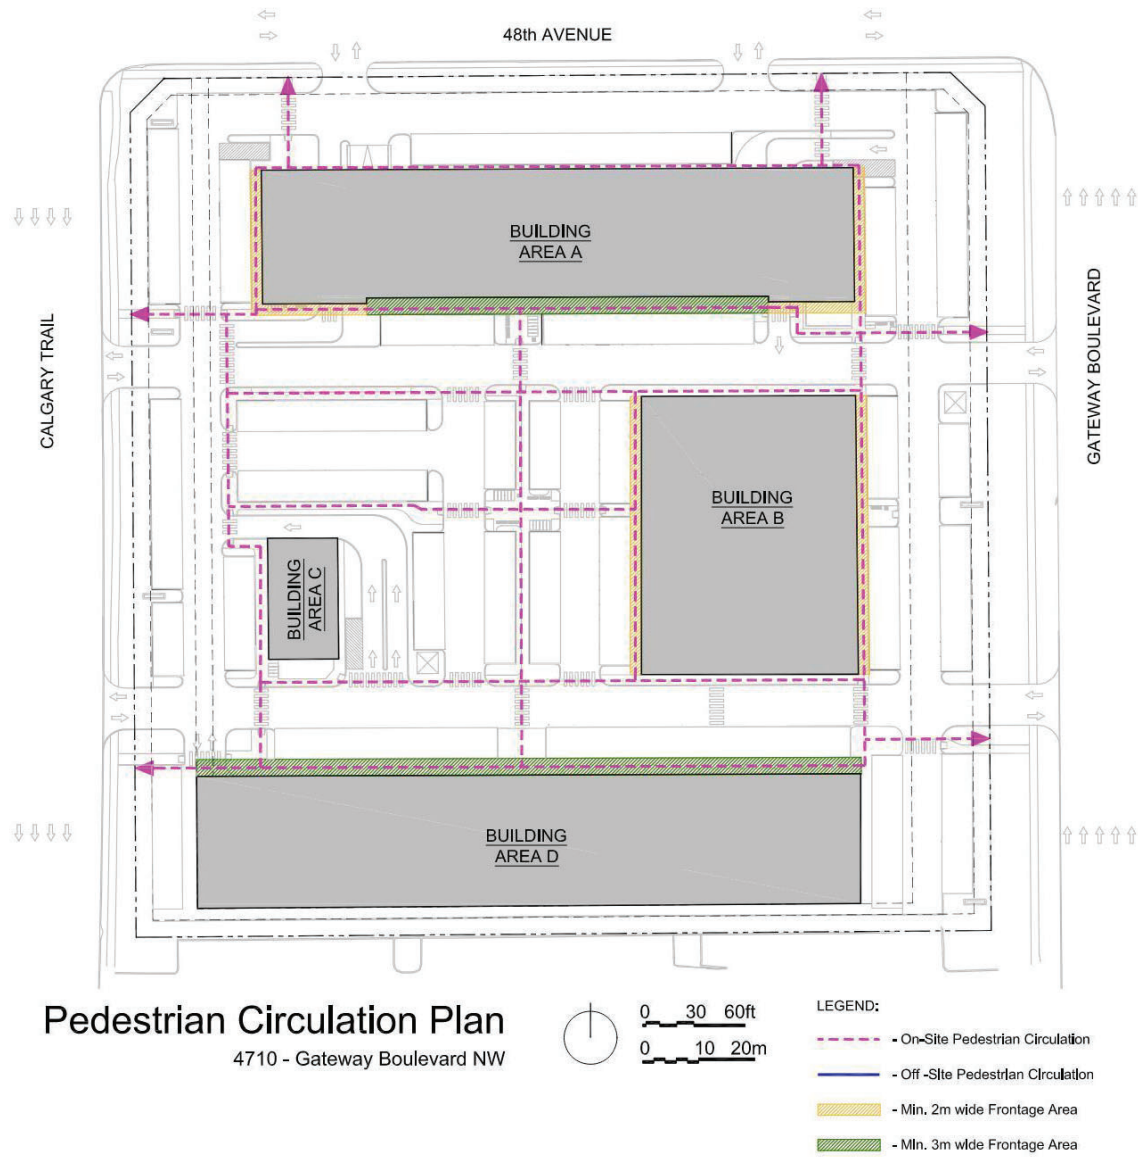 48th AVENUE
BUILDING
AREA A
CALGARY TRAIL
GATEWAY BOULEVARD
BUILDING
AREA B
BUILDING
AREA C
BUILDING
AREA D
Pedestrian Circulation Plan
4710 - Gateway Boulevard NW
0 30 60ft
0 10 20m
LEGEND:
- On-Site Pedestrian Circulation
- Off -Site Pedestrian Circulation
- Min. 2m wide Frontage Area
- Min. 3m wide Frontage Area